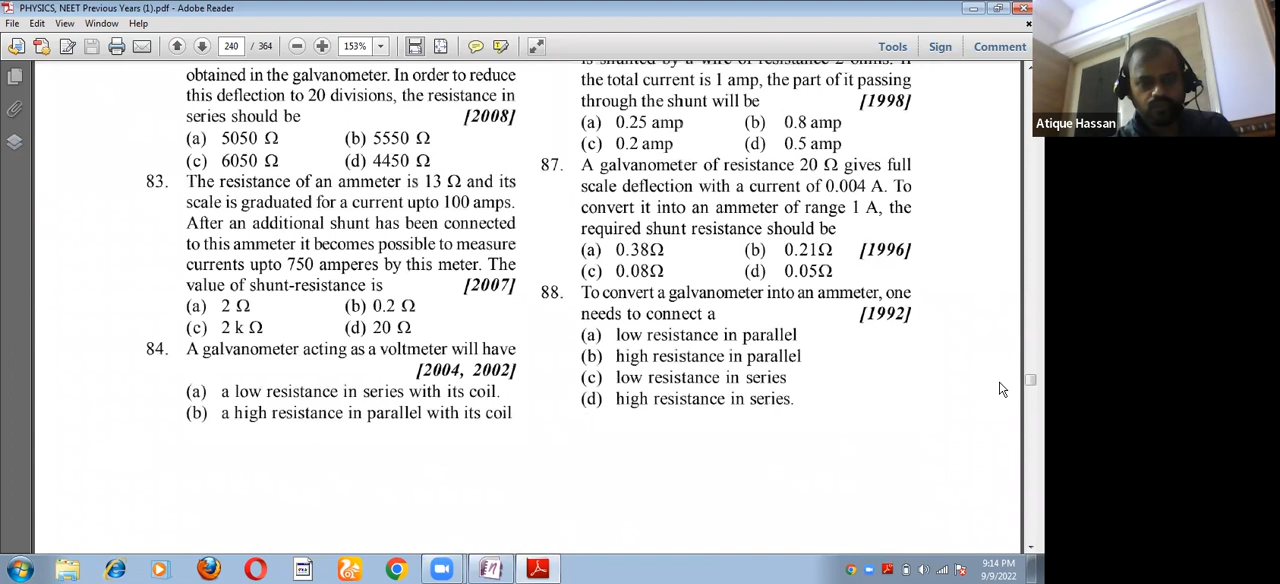 PHYSICS, NEET Previous Years (1).pdf - Adobe Reader
File Edit View Window Help
240 / 364 153% Tools Sign Comment
obtained in the galvanometer. In order to reduce
this deflection to 20 divisions, the resistance in
series should be [2008]
(a) 5050 Ω (b) 5550 Ω
(c) 6050 Ω (d) 4450 Ω
83. The resistance of an ammeter is 13 Ω and its
scale is graduated for a current upto 100 amps.
After an additional shunt has been connected
to this ammeter it becomes possible to measure
currents upto 750 amperes by this meter. The
value of shunt-resistance is [2007]
(a) 2 Ω (b) 0.2 Ω
(c) 2 k Ω (d) 20 Ω
84. A galvanometer acting as a voltmeter will have
[2004, 2002]
(a) a low resistance in series with its coil.
(b) a high resistance in parallel with its coil
is shunted by a wire of resistance 2 ohms. If
the total current is 1 amp, the part of it passing
through the shunt will be [1998]
(a) 0.25 amp (b) 0.8 amp
(c) 0.2 amp (d) 0.5 amp
87. A galvanometer of resistance 20 Ω gives full
scale deflection with a current of 0.004 A. To
convert it into an ammeter of range 1 A, the
required shunt resistance should be
(a) 0.38Ω (b) 0.21Ω [1996]
(c) 0.08Ω (d) 0.05Ω
88. To convert a galvanometer into an ammeter, one
needs to connect a [1992]
(a) low resistance in parallel
(b) high resistance in parallel
(c) low resistance in series
(d) high resistance in series.
Atique Hassan
9:14 PM
9/9/2022